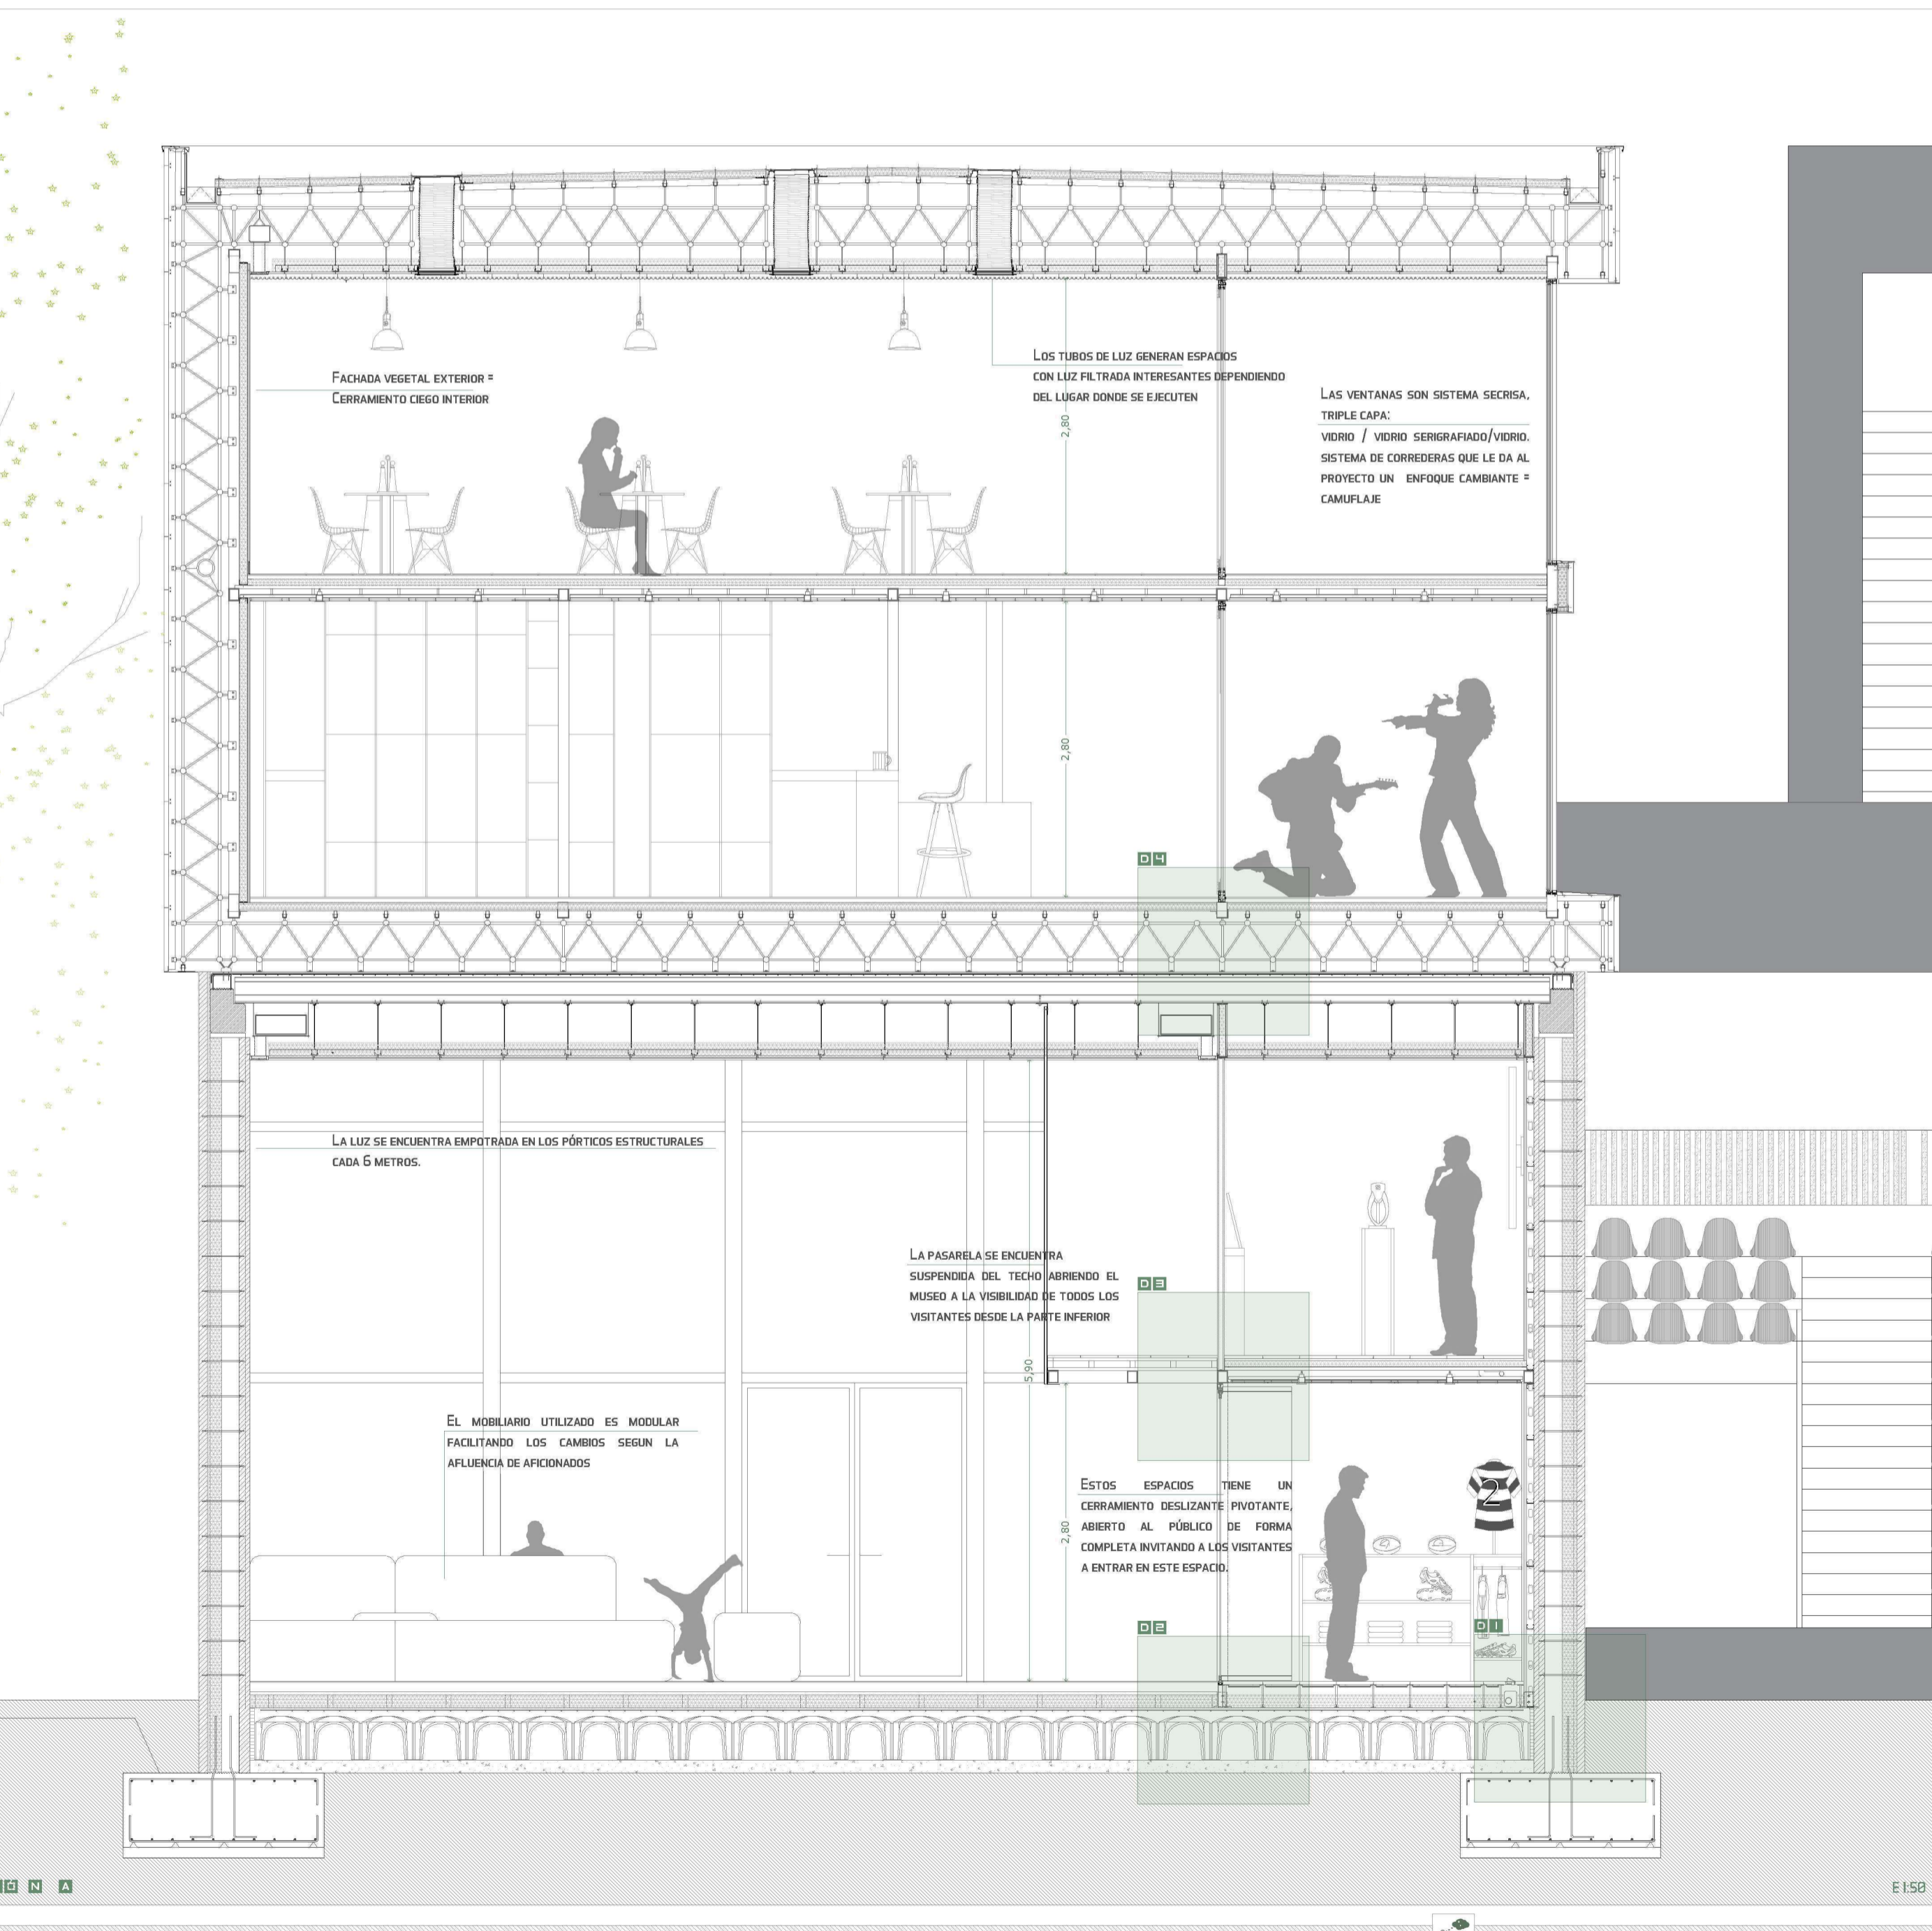 Fachada vegetal exterior =
Cerramiento ciego interior
Los tubos de luz generan espacios
con luz filtrada interesantes dependiendo
del lugar donde se ejecuten
Las ventanas son sistema secrisa,
triple capa:
vidrio / vidrio serigrafiado/vidrio.
sistema de correderas que le da al
proyecto un enfoque cambiante =
camuflaje
2,80
2,80
D4
La luz se encuentra empotrada en los pórticos estructurales
cada 6 metros.
La pasarela se encuentra
suspendida del techo abriendo el
museo a la visibilidad de todos los
visitantes desde la parte inferior
D3
5,90
El mobiliario utilizado es modular
facilitando los cambios segun la
afluencia de aficionados
Estos espacios tiene un
cerramiento deslizante pivotante,
abierto al público de forma
completa invitando a los visitantes
a entrar en este espacio.
2,80
2
D2
D1
ÓN A
E 1:50